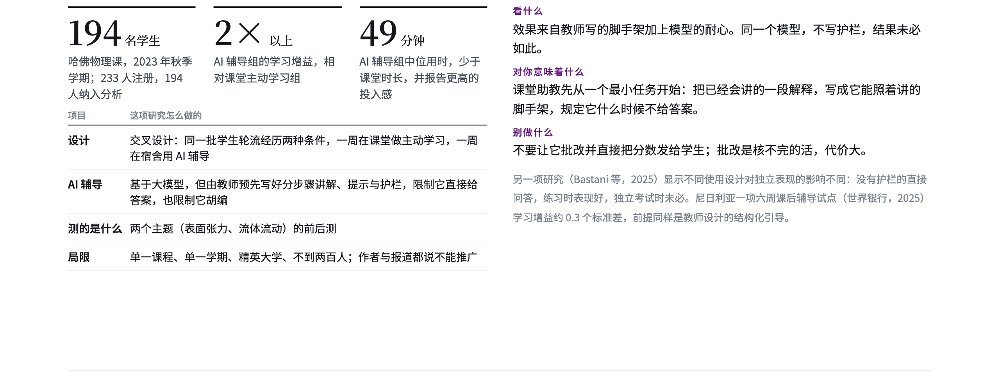 194 名学生
哈佛物理课，2023 年秋季
学期；233 人注册，194
人纳入分析
2× 以上
AI 辅导组的学习增益，相
对课堂主动学习组
49 分钟
AI 辅导组中位用时，少于
课堂时长，并报告更高的
投入感
项目 这项研究怎么做的
设计 交叉设计：同一批学生轮流经历两种条件，一周在课堂做主动学习，一周
在宿舍用 AI 辅导
AI 辅导 基于大模型，但由教师预先写好分步骤讲解、提示与护栏，限制它直接给
答案，也限制它胡编
测的是什么 两个主题（表面张力、流体流动）的前后测
局限 单一课程、单一学期、精英大学、不到两百人；作者与报道都说不能推广
看什么
效果来自教师写的脚手架加上模型的耐心。同一个模型，不写护栏，结果未必
如此。
对你意味着什么
课堂助教先从一个最小任务开始：把已经会讲的一段解释，写成它能照着讲的
脚手架，规定它什么时候不给答案。
别做什么
不要让它批改并直接把分数发给学生；批改是核不完的活，代价大。
另一项研究（Bastani 等，2025）显示不同使用设计对独立表现的影响不同：没有护栏的直接
问答，练习时表现好，独立考试时未必。尼日利亚一项六周课后辅导试点（世界银行，2025）
学习增益约 0.3 个标准差，前提同样是教师设计的结构化引导。